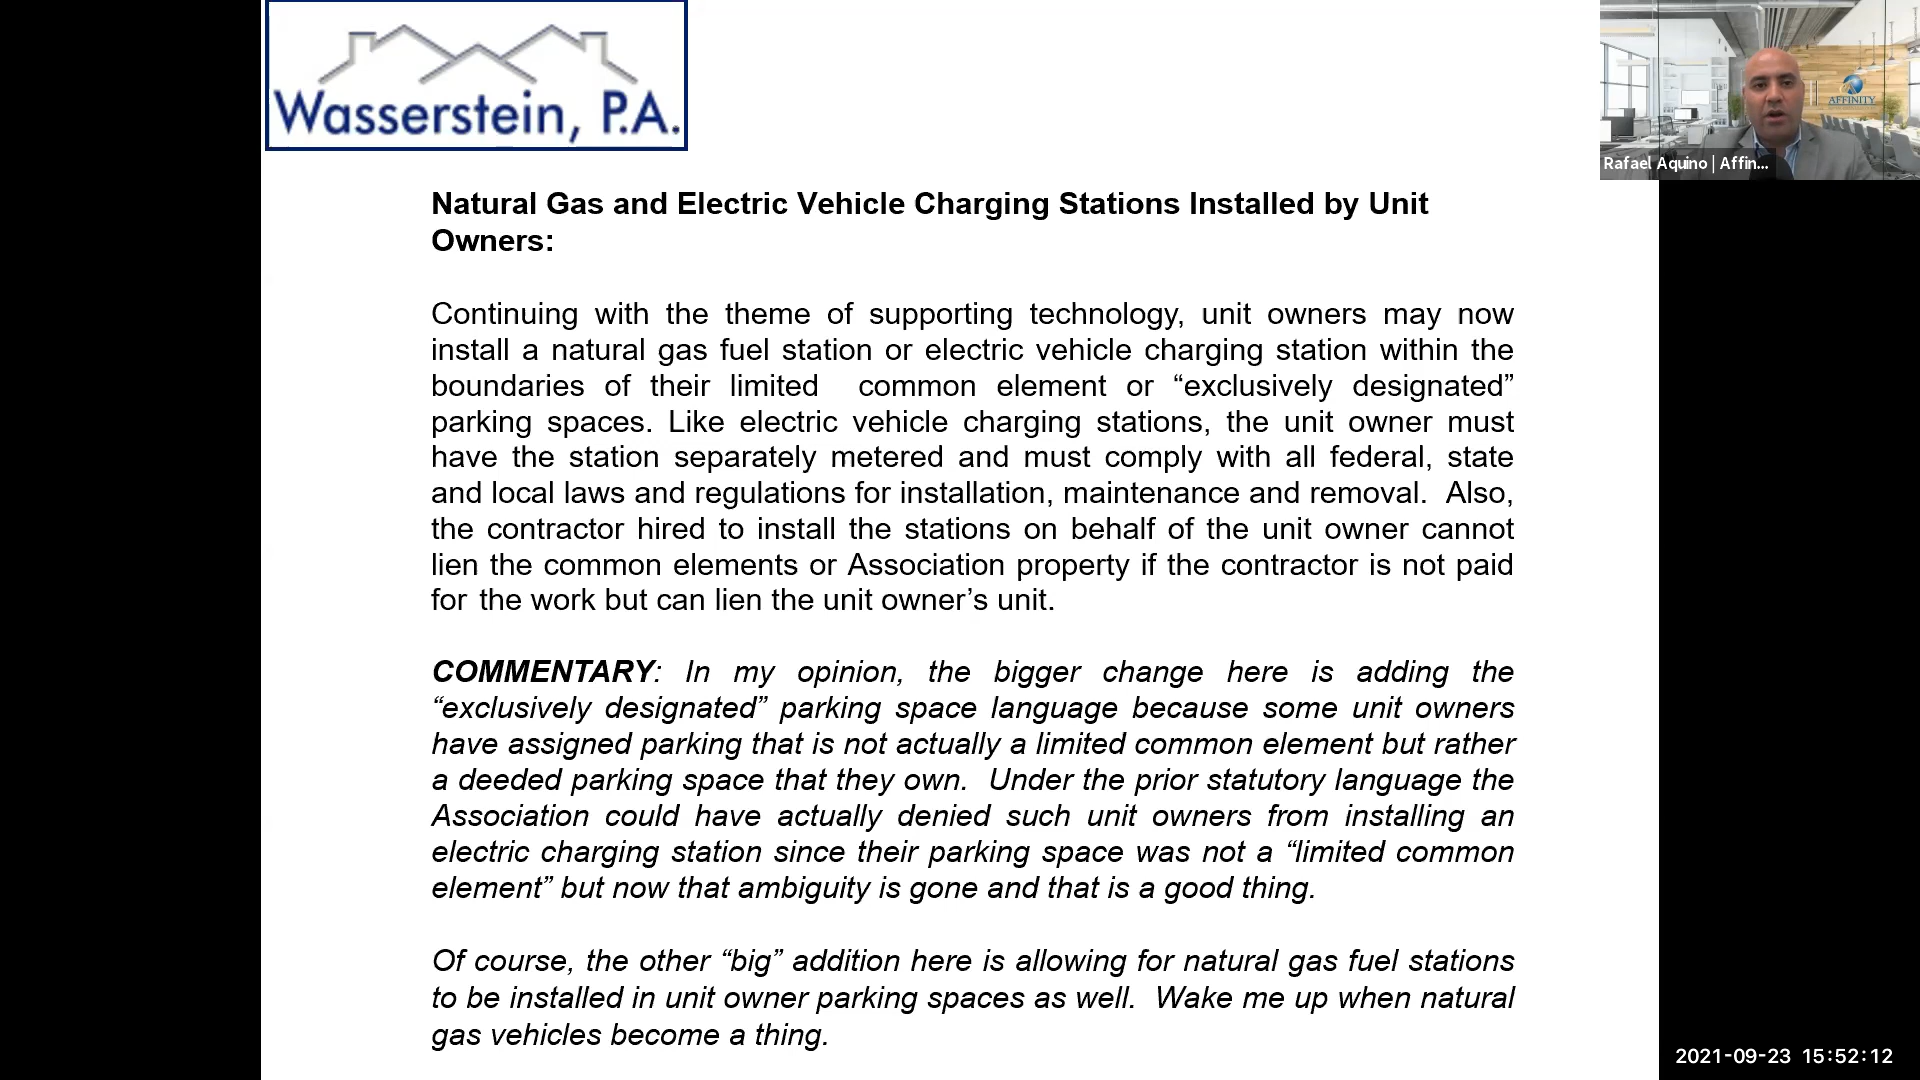 Wasserstein, P.A.
AFFINITY
Rafael Aquino | Affin...
Natural Gas and Electric Vehicle Charging Stations Installed by Unit
Owners:
Continuing with the theme of supporting technology, unit owners may now
install a natural gas fuel station or electric vehicle charging station within the
boundaries of their limited common element or “exclusively designated”
parking spaces. Like electric vehicle charging stations, the unit owner must
have the station separately metered and must comply with all federal, state
and local laws and regulations for installation, maintenance and removal. Also,
the contractor hired to install the stations on behalf of the unit owner cannot
lien the common elements or Association property if the contractor is not paid
for the work but can lien the unit owner’s unit.
COMMENTARY: In my opinion, the bigger change here is adding the
“exclusively designated” parking space language because some unit owners
have assigned parking that is not actually a limited common element but rather
a deeded parking space that they own. Under the prior statutory language the
Association could have actually denied such unit owners from installing an
electric charging station since their parking space was not a “limited common
element” but now that ambiguity is gone and that is a good thing.
Of course, the other “big” addition here is allowing for natural gas fuel stations
to be installed in unit owner parking spaces as well. Wake me up when natural
gas vehicles become a thing.
2021-09-23 15:52:12